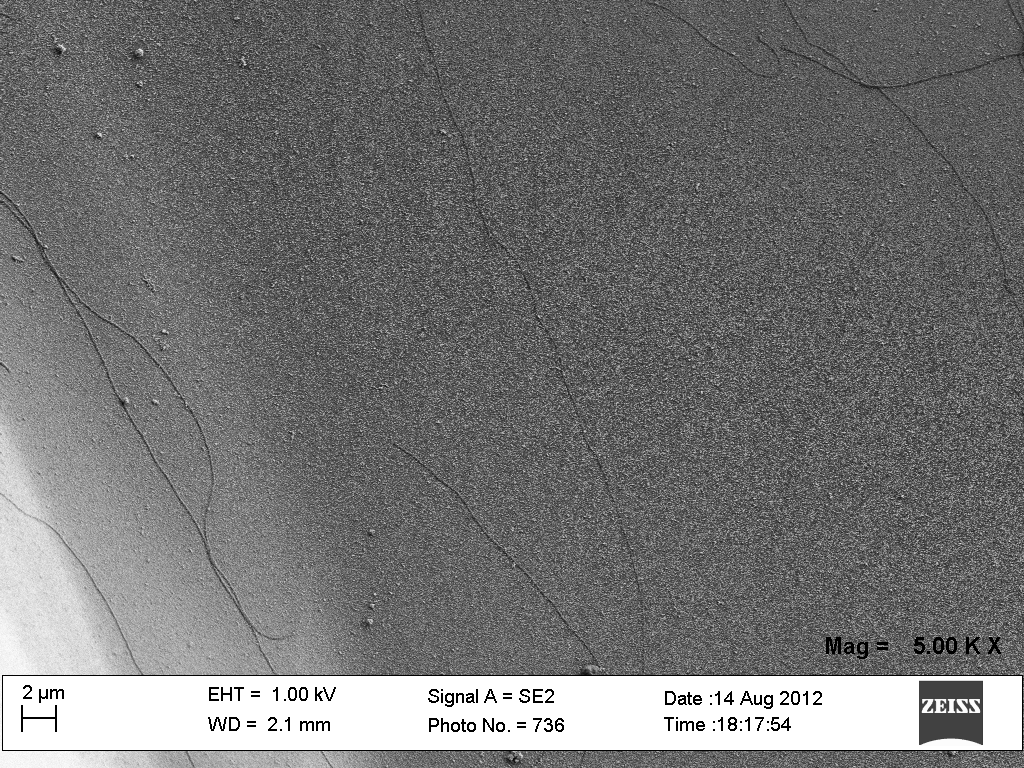 Mag = 5.00 K X
2 µm EHT = 1.00 kV Signal A = SE2 Date :14 Aug 2012 ZEISS
WD = 2.1 mm Photo No. = 736 Time :18:17:54